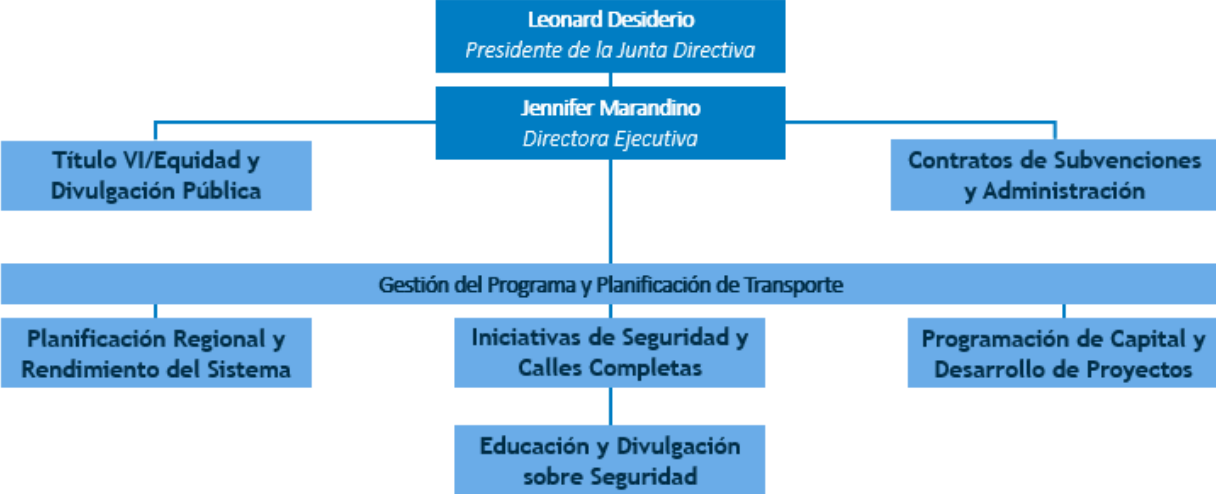 Leonard Desiderio
Presidente de la Junta Directiva
Jennifer Marandino
Directora Ejecutiva
Título VI/Equidad y
Divulgación Pública
Contratos de Subvenciones
y Administración
Gestión del Programa y Planificación de Transporte
Planificación Regional y
Rendimiento del Sistema
Iniciativas de Seguridad y
Calles Completas
Programación de Capital y
Desarrollo de Proyectos
Educación y Divulgación
sobre Seguridad